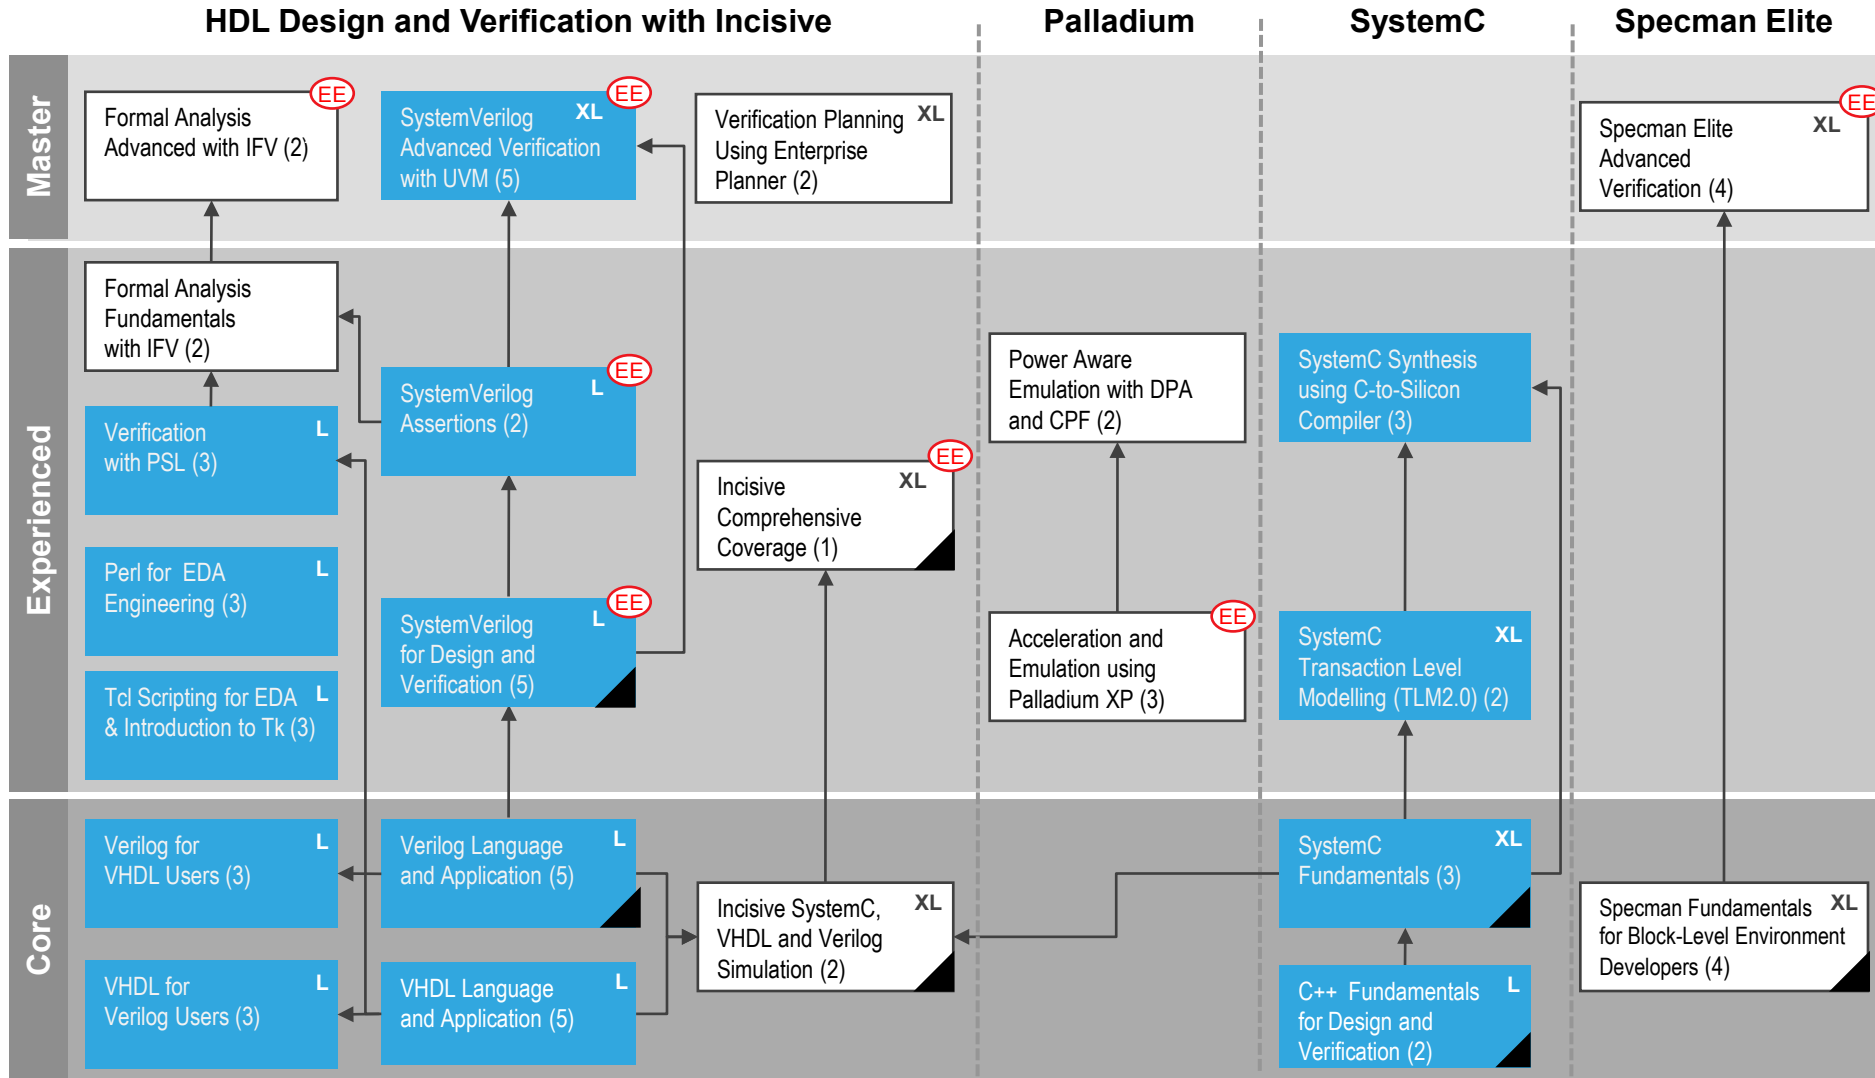 HDL Design and Verification with Incisive
Palladium
SystemC
Specman Elite
Master
Formal Analysis
Advanced with IFV (2)
EE
SystemVerilog
Advanced Verification
with UVM (5)
XL
EE
Verification Planning
Using Enterprise
Planner (2)
XL
Specman Elite
Advanced
Verification (4)
XL
EE
Experienced
Formal Analysis
Fundamentals
with IFV (2)
SystemVerilog
Assertions (2)
L
EE
Verification
with PSL (3)
L
Incisive
Comprehensive
Coverage (1)
XL
EE
Perl for EDA
Engineering (3)
L
SystemVerilog
for Design and
Verification (5)
L
EE
Tcl Scripting for EDA
& Introduction to Tk (3)
L
Power Aware
Emulation with DPA
and CPF (2)
Acceleration and
Emulation using
Palladium XP (3)
EE
SystemC Synthesis
using C-to-Silicon
Compiler (3)
SystemC
Transaction Level
Modelling (TLM2.0) (2)
XL
Core
Verilog for
VHDL Users (3)
L
Verilog Language
and Application (5)
L
VHDL for
Verilog Users (3)
L
VHDL Language
and Application (5)
L
Incisive SystemC,
VHDL and Verilog
Simulation (2)
XL
SystemC
Fundamentals (3)
XL
C++ Fundamentals
for Design and
Verification (2)
L
Specman Fundamentals
for Block-Level Environment
Developers (4)
XL